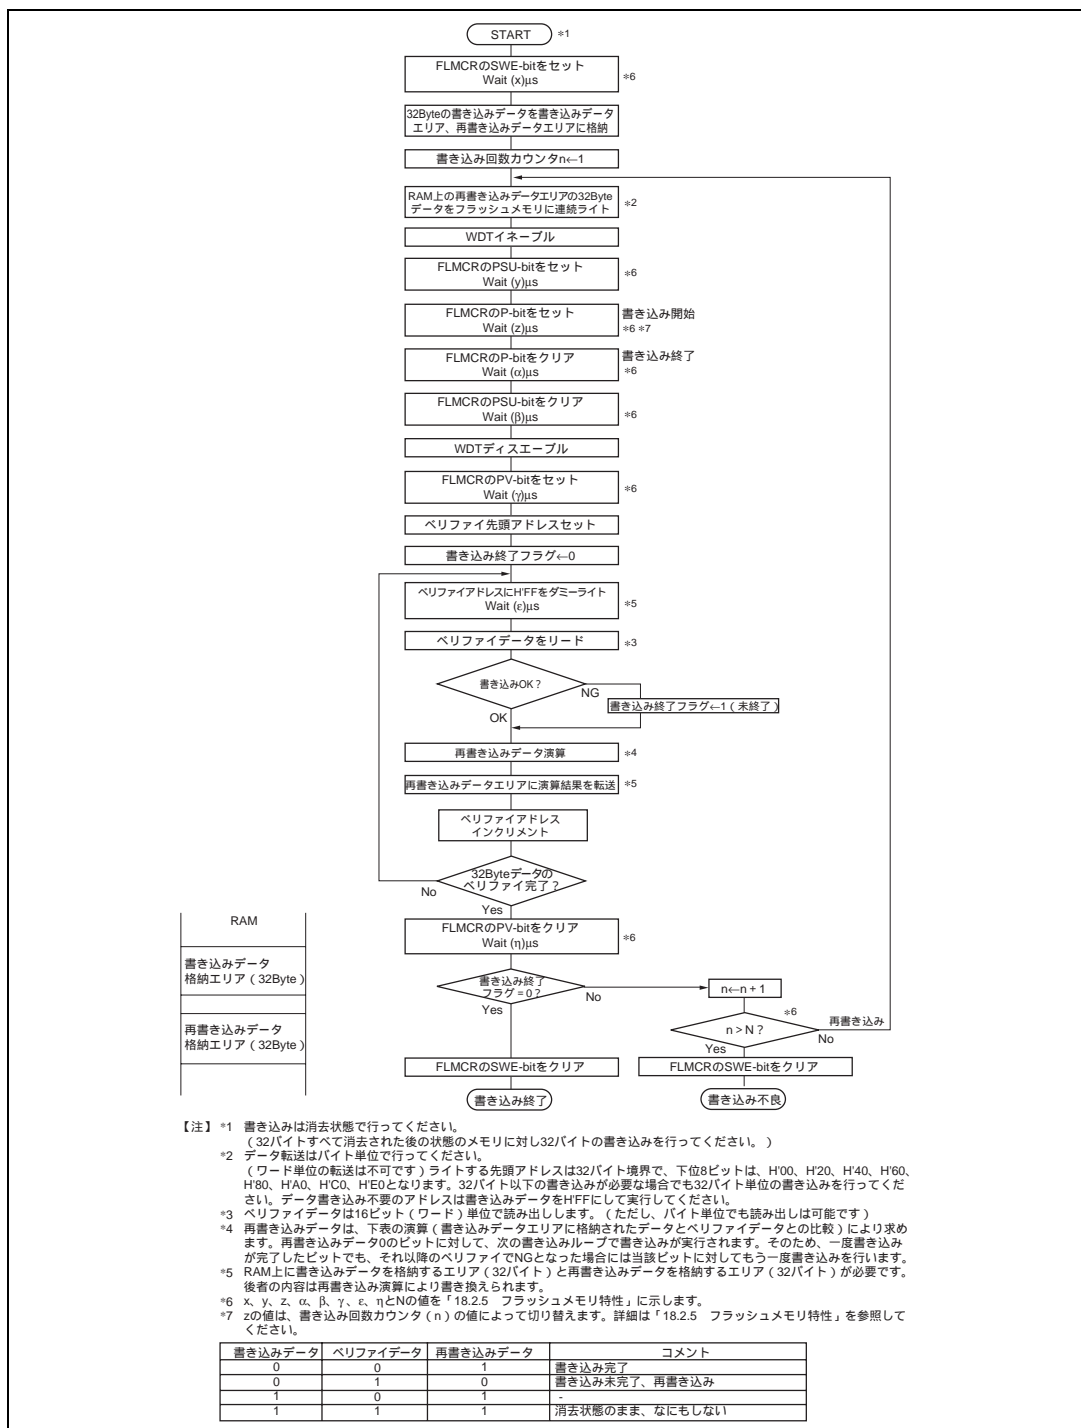 START *1
FLMCRのSWE-bitをセット
Wait (x)μs *6
32Byteの書き込みデータを書き込みデータ
エリア、再書き込みデータエリアに格納
書き込み回数カウンタn←1
RAM上の再書き込みデータエリアの32Byte
データをフラッシュメモリに連続ライト *2
WDTイネーブル
FLMCRのPSU-bitをセット
Wait (y)μs *6
FLMCRのP-bitをセット 書き込み開始
Wait (z)μs *6 *7
FLMCRのP-bitをクリア 書き込み終了
Wait (α)μs *6
FLMCRのPSU-bitをクリア
Wait (β)μs *6
WDTディスエーブル
FLMCRのPV-bitをセット
Wait (γ)μs *6
ベリファイ先頭アドレスセット
書き込み終了フラグ←0
ベリファイアドレスにH'FFをダミーライト
Wait (ε)μs *5
ベリファイデータをリード *3
書き込みOK？
NG
書き込み終了フラグ←1（未終了）
OK
再書き込みデータ演算 *4
再書き込みデータエリアに演算結果を転送 *5
ベリファイアドレス
インクリメント
32Byteデータの
ベリファイ完了？
No
Yes
FLMCRのPV-bitをクリア
Wait (η)μs *6
書き込み終了
フラグ = 0？
No
Yes
n←n + 1
*6
n > N？
再書き込み
No
Yes
FLMCRのSWE-bitをクリア
FLMCRのSWE-bitをクリア
書き込み終了
書き込み不良
RAM
書き込みデータ
格納エリア（32Byte）
再書き込みデータ
格納エリア（32Byte）
【注】 *1 書き込みは消去状態で行ってください。
（32バイトすべて消去された後の状態のメモリに対し32バイトの書き込みを行ってください。）
*2 データ転送はバイト単位で行ってください。
（ワード単位の転送は不可です）ライトする先頭アドレスは32バイト境界で、下位8ビットは、H'00、H'20、H'40、H'60、
H'80、H'A0、H'C0、H'E0となります。32バイト以下の書き込みが必要な場合でも32バイト単位の書き込みを行ってくだ
さい。データ書き込み不要のアドレスは書き込みデータをH'FFにして実行してください。
*3 ベリファイデータは16ビット（ワード）単位で読み出しします。（ただし、バイト単位でも読み出しは可能です）
*4 再書き込みデータは、下表の演算（書き込みデータエリアに格納されたデータとベリファイデータとの比較）により求め
ます。再書き込みデータ0のビットに対して、次の書き込みループで書き込みが実行されます。そのため、一度書き込み
が完了したビットでも、それ以降のベリファイでNGとなった場合には当該ビットに対してもう一度書き込みを行います。
*5 RAM上に書き込みデータを格納するエリア（32バイト）と再書き込みデータを格納するエリア（32バイト）が必要です。
後者の内容は再書き込み演算により書き換えられます。
*6 x、y、z、α、β、γ、ε、ηとNの値を「18.2.5 フラッシュメモリ特性」に示します。
*7 zの値は、書き込み回数カウンタ（n）の値によって切り替えます。詳細は「18.2.5 フラッシュメモリ特性」を参照して
ください。
書き込みデータ ベリファイデータ 再書き込みデータ コメント
0 0 1 書き込み完了
0 1 0 書き込み未完了、再書き込み
1 0 1 -
1 1 1 消去状態のまま、なにもしない